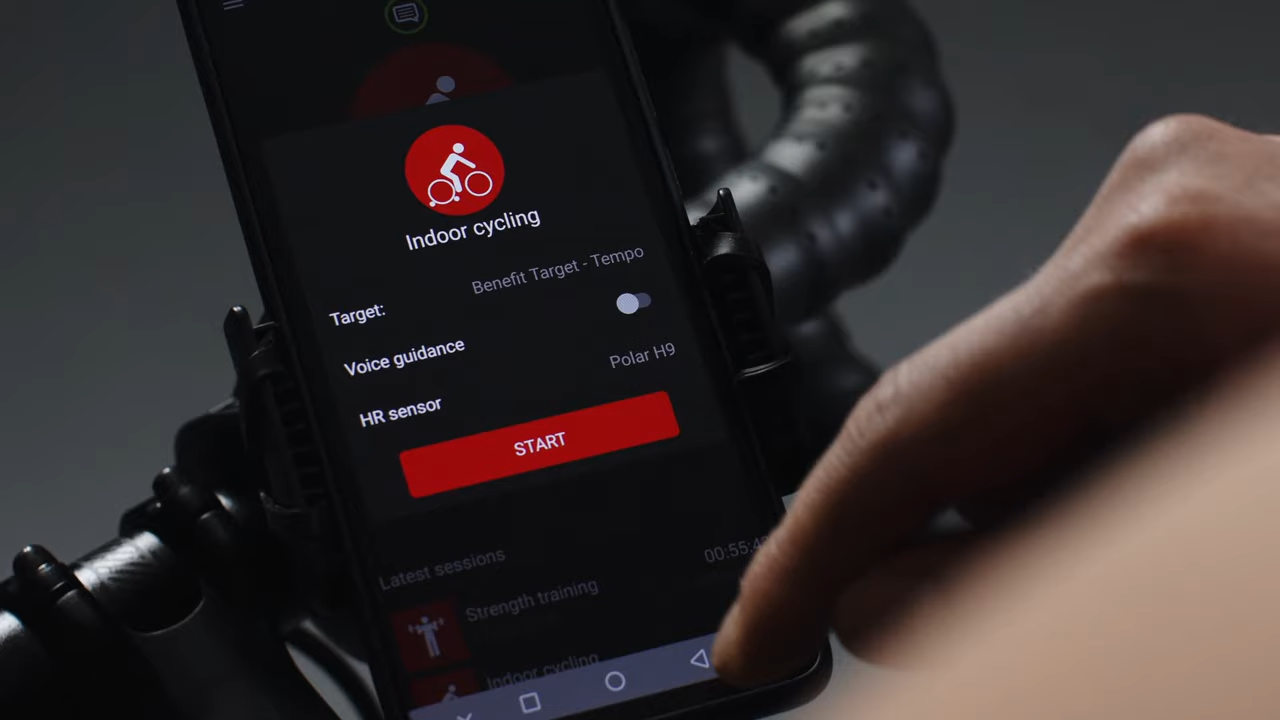 Indoor cycling
Target:
Benefit Target - Tempo
Voice guidance
HR sensor
Polar H9
START
Latest sessions
Strength training
00:55:4
Indoor cycling